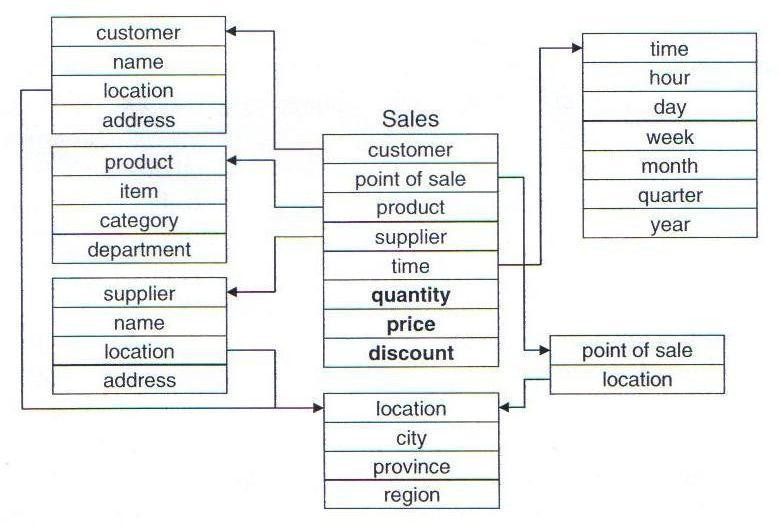 customer
name
location
address
product
item
category
department
supplier
name
location
address
Sales
customer
point of sale
product
supplier
time
quantity
price
discount
time
hour
day
week
month
quarter
year
point of sale
location
location
city
province
region